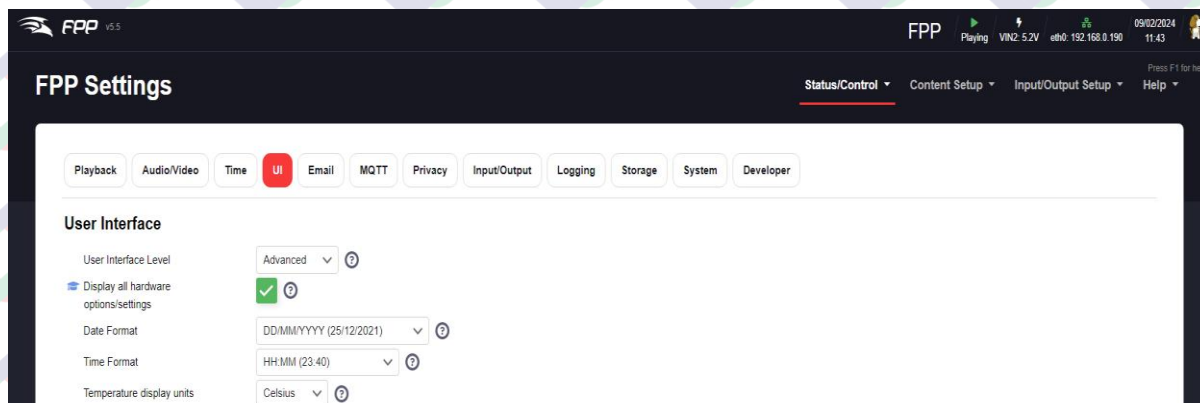 FPP v5.5
FPP Playing VIN2: 5.2V eth0: 192.168.0.190 09/02/2024 11:43
Press F1 for he
FPP Settings
Status/Control Content Setup Input/Output Setup Help
Playback Audio/Video Time UI Email MQTT Privacy Input/Output Logging Storage System Developer
User Interface
User Interface Level Advanced
Display all hardware
options/settings
Date Format DD/MM/YYYY (25/12/2021)
Time Format HH:MM (23:40)
Temperature display units Celsius